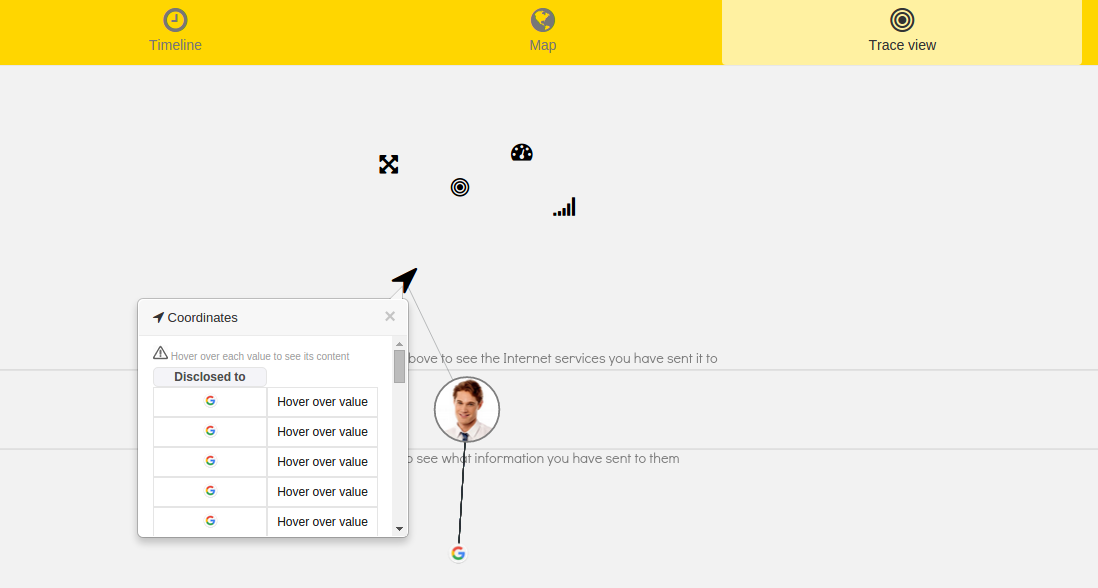 Timeline
Map
Trace view
Coordinates
×
Hover over each value to see its content
to see the Internet services you have sent it to
Disclosed to
Hover over value
Hover over value
Hover over value
see what information you have sent to them
Hover over value
Hover over value